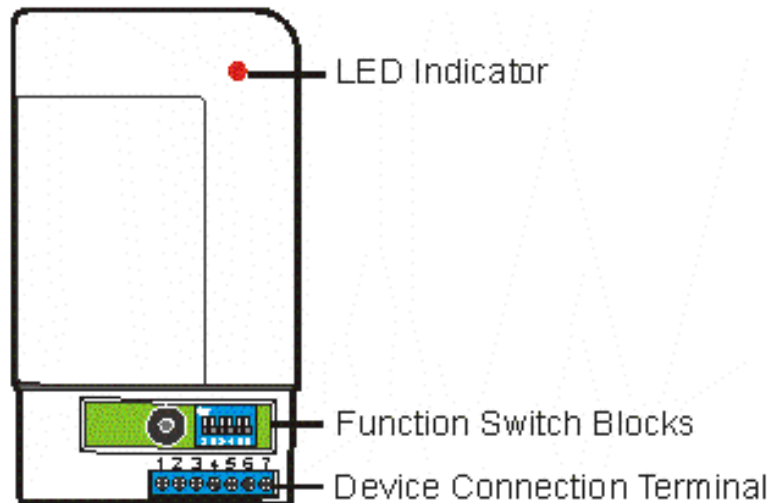 LED Indicator
Function Switch Blocks
1 2 3 4 5 6 7
Device Connection Terminal